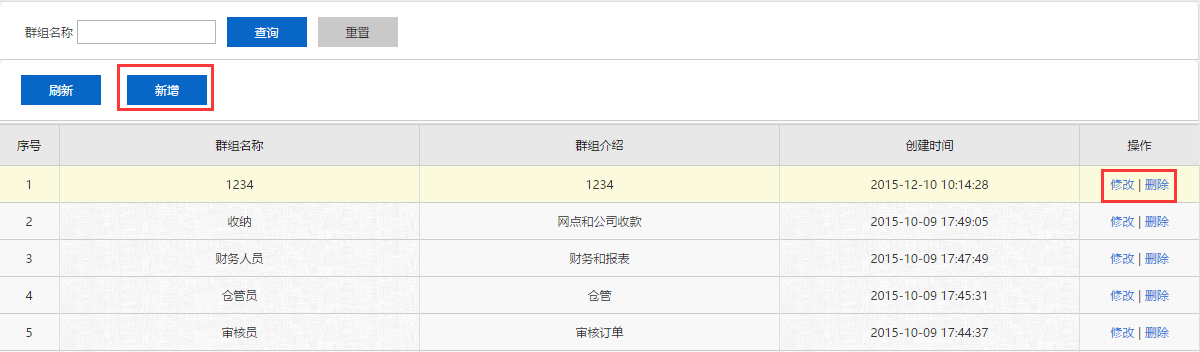 群组名称 查询 重置
刷新 新增
序号 群组名称 群组介绍 创建时间 操作
1 1234 1234 2015-12-10 10:14:28 修改 | 删除
2 收纳 网点和公司收款 2015-10-09 17:49:05 修改 | 删除
3 财务人员 财务和报表 2015-10-09 17:47:49 修改 | 删除
4 仓管员 仓管 2015-10-09 17:45:31 修改 | 删除
5 审核员 审核订单 2015-10-09 17:44:37 修改 | 删除